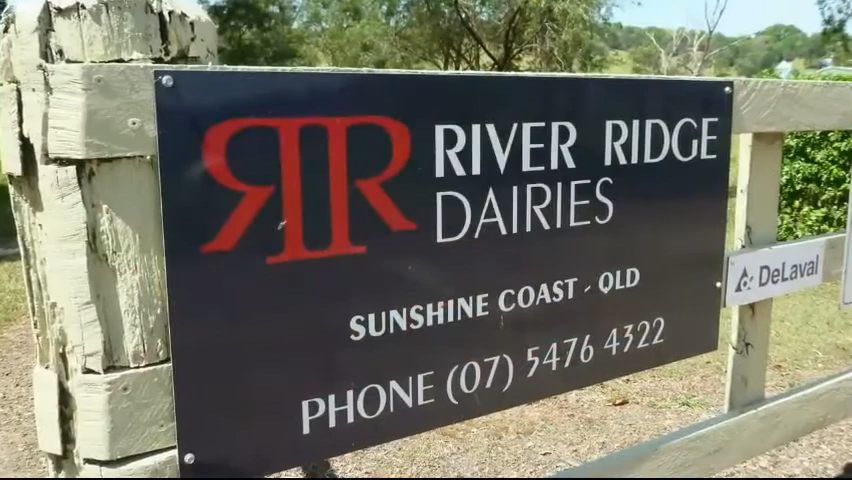 RR
RIVER RIDGE
DAIRIES
SUNSHINE COAST - QLD
PHONE (07) 5476 4322
DeLaval